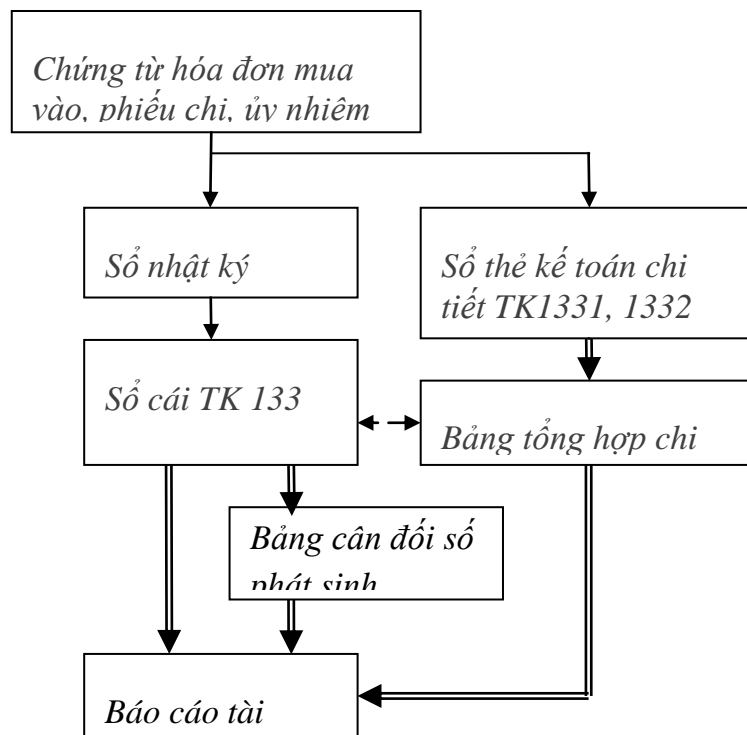 Chứng từ hóa đơn mua
vào, phiếu chi, ủy nhiệm
Sổ nhật ký
Sổ thẻ kế toán chi
tiết TK1331, 1332
Sổ cái TK 133
Bảng tổng hợp chi
Bảng cân đối số
phát sinh
Báo cáo tài